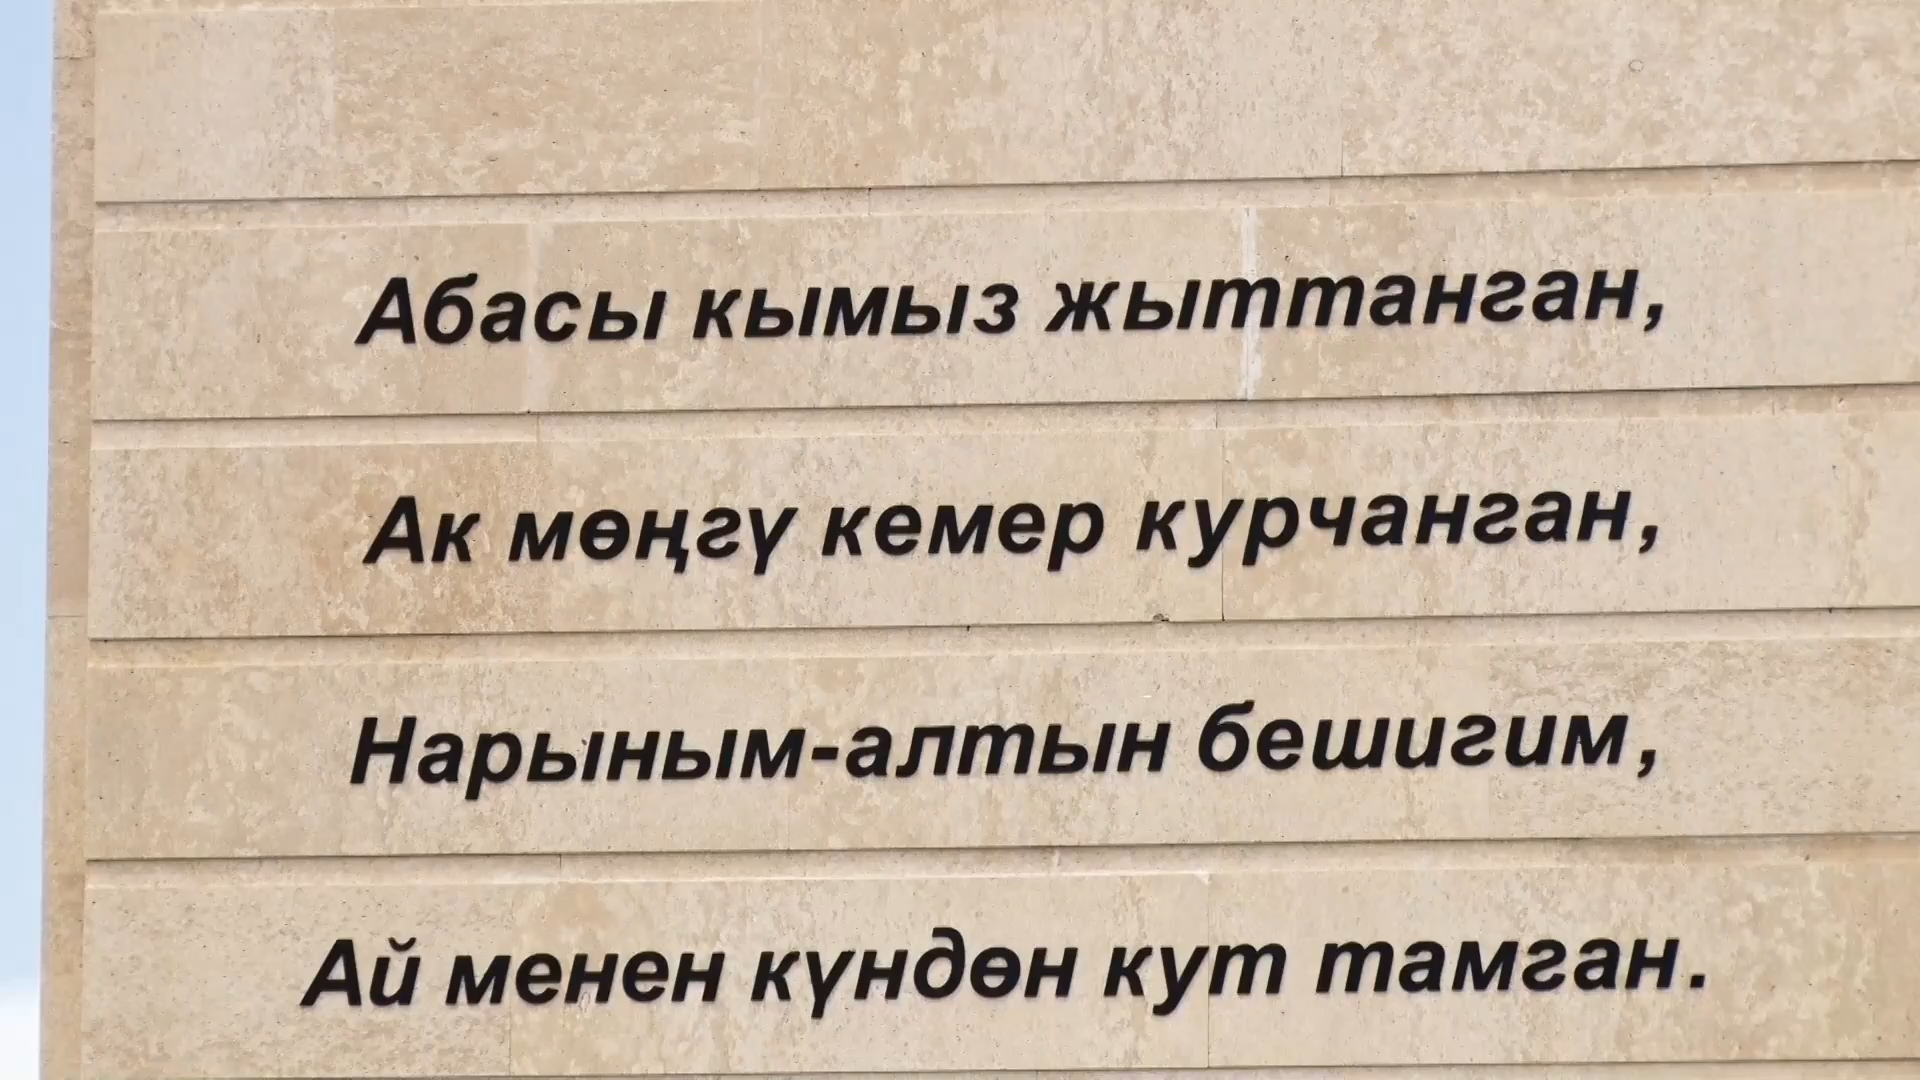 Абасы кымыз жыттанган,
Ак мөңгү кемер курчанган,
Нарыным-алтын бешигим,
Ай менен күндөн кут тамган.